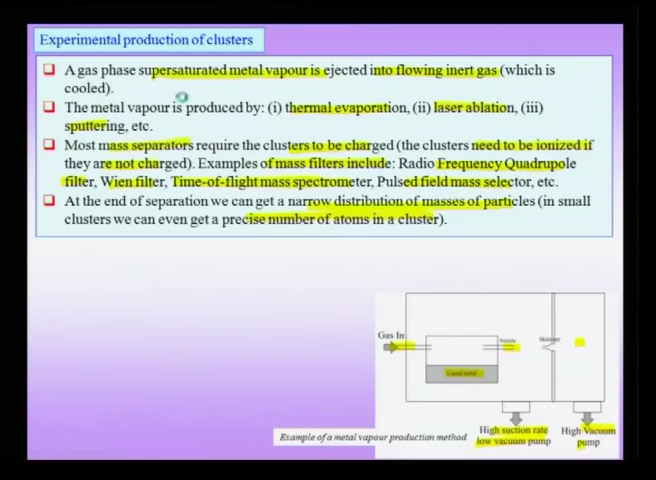 Experimental production of clusters
A gas phase supersaturated metal vapour is ejected into flowing inert gas (which is
cooled).
The metal vapour is produced by: (i) thermal evaporation, (ii) laser ablation, (iii)
sputtering, etc.
Most mass separators require the clusters to be charged (the clusters need to be ionized if
they are not charged). Examples of mass filters include: Radio Frequency Quadrupole
filter, Wien filter, Time-of-flight mass spectrometer, Pulsed field mass selector, etc.
At the end of separation we can get a narrow distribution of masses of particles (in small
clusters we can even get a precise number of atoms in a cluster).
Gas In
Nozzle
Skimmer
Liquid metal
Example of a metal vapour production method
High suction rate
low vacuum pump
High Vacuum
pump